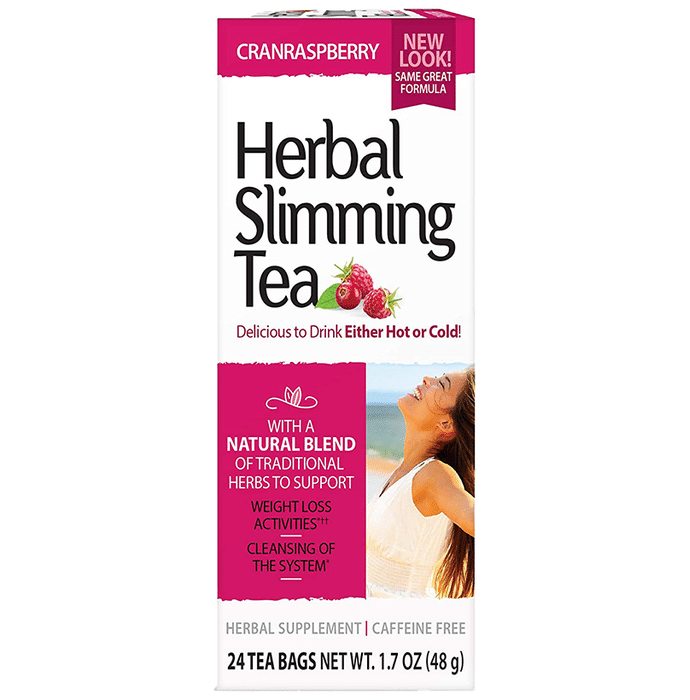 CRANRASPBERRY
NEW
LOOK!
SAME GREAT
FORMULA
Herbal
Slimming
Tea
Delicious to Drink Either Hot or Cold!
WITH A
NATURAL BLEND
OF TRADITIONAL
HERBS TO SUPPORT
WEIGHT LOSS
ACTIVITIES*††
CLEANSING OF
THE SYSTEM*
HERBAL SUPPLEMENT | CAFFEINE FREE
24 TEA BAGS NET WT. 1.7 OZ (48 g)